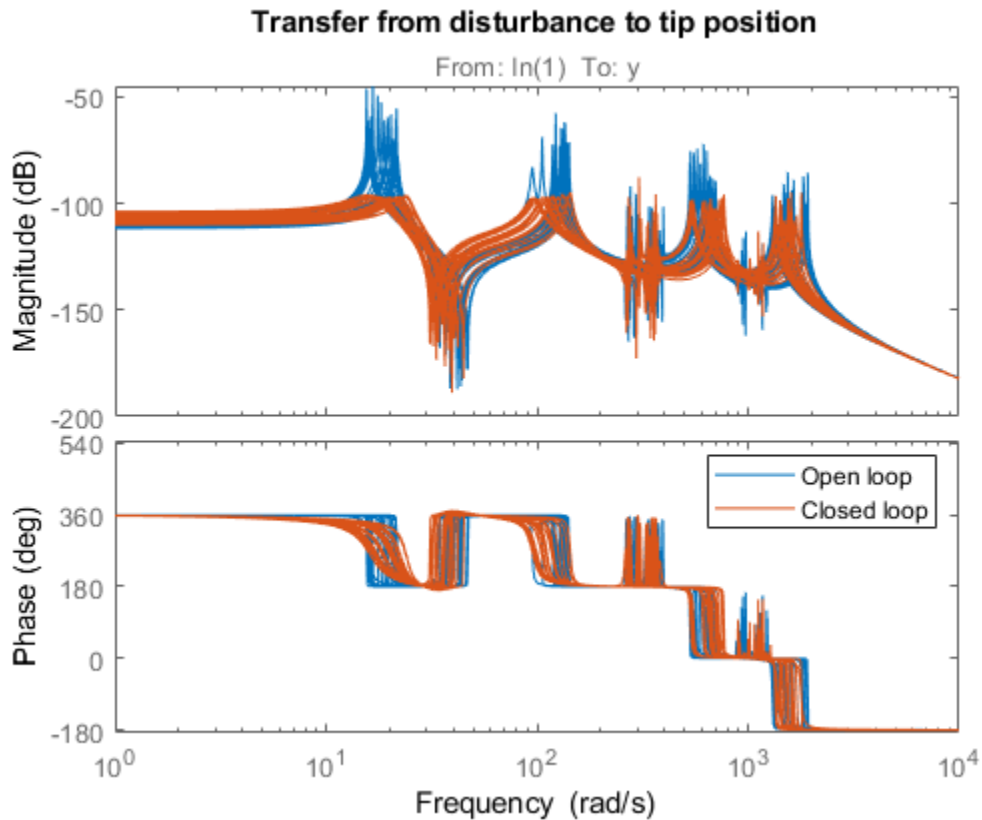 Transfer from disturbance to tip position
From: In(1) To: y
Magnitude (dB)
-50
-100
-150
-200
Phase (deg)
540
360
180
0
-180
Open loop
Closed loop
10^0
10^1
10^2
10^3
10^4
Frequency (rad/s)